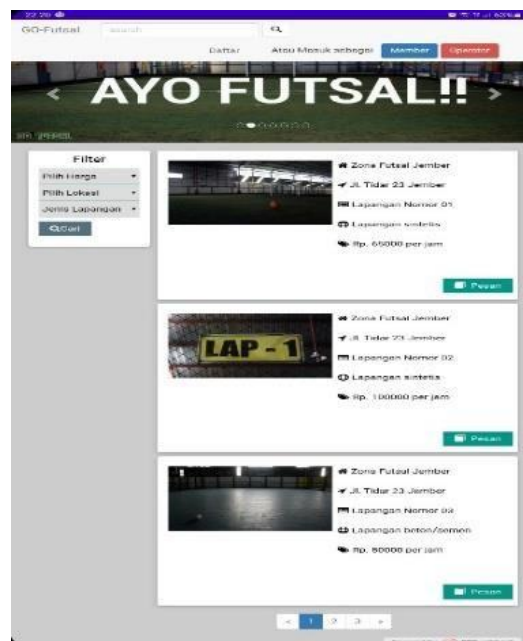 22.20
GO-Futsal search
Daftar Atau Masuk sebagai Member Operator
AYO FUTSAL!!
Filter
Pilih Harga
Pilih Lokasi
Jenis Lapangan
Cari
Zona Futsal Jember
Jl. Tidar 23 Jember
Lapangan Nomor 01
Lapangan sintetis
Rp. 65000 per jam
Pesan
LAP - 1
Zona Futsal Jember
Jl. Tidar 23 Jember
Lapangan Nomor 02
Lapangan sintetis
Rp. 100000 per jam
Pesan
Zona Futsal Jember
Jl. Tidar 23 Jember
Lapangan Nomor 03
Lapangan beton/semen
Rp. 80000 per jam
Pesan
« 1 2 3 »